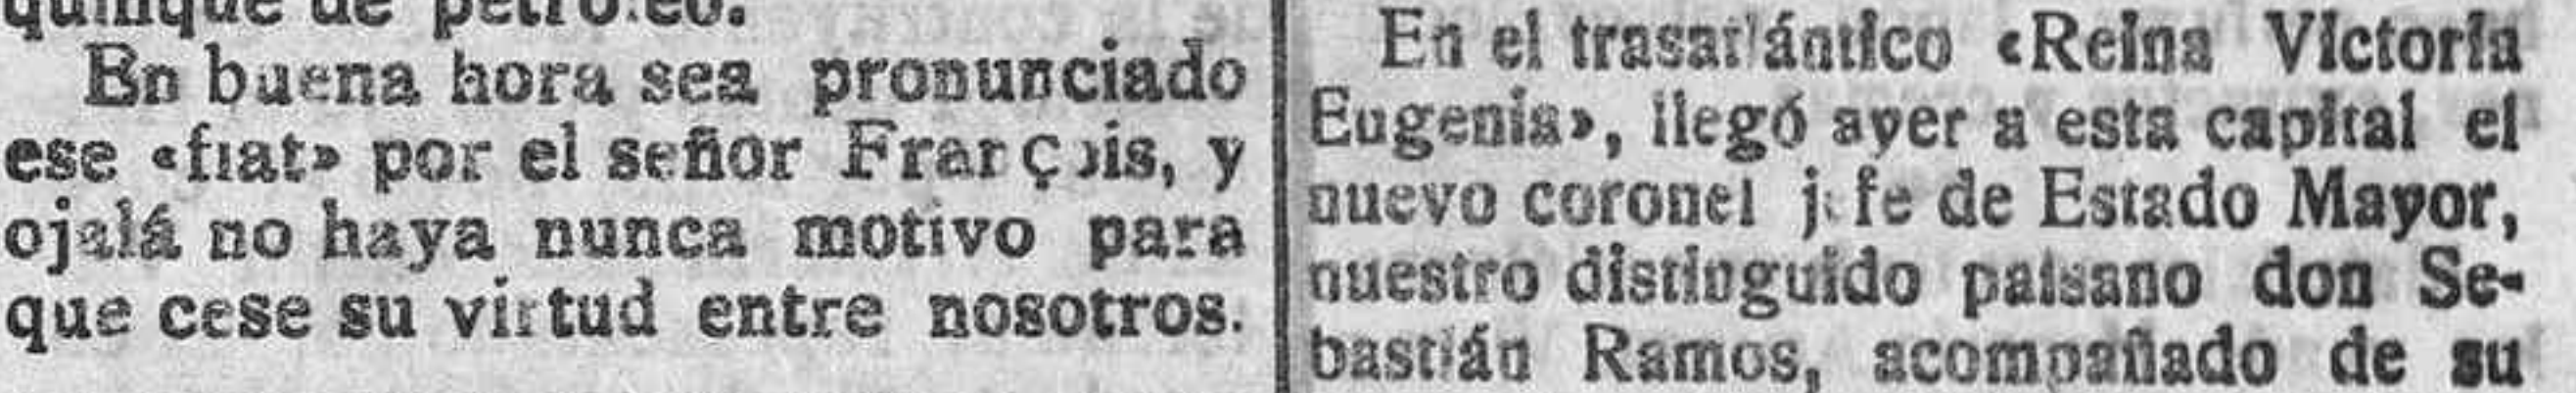 quinqué de petróleo.
En buena hora sea pronunciado
ese «fiat» por el señor François, y
ojalá no haya nunca motivo para
que cese su virtud entre nosotros.
En el trasatlántico «Reina Victoria
Eugenia», llegó ayer a esta capital el
nuevo coronel jefe de Estado Mayor,
nuestro distinguido paisano don Se-
bastián Ramos, acompañado de su